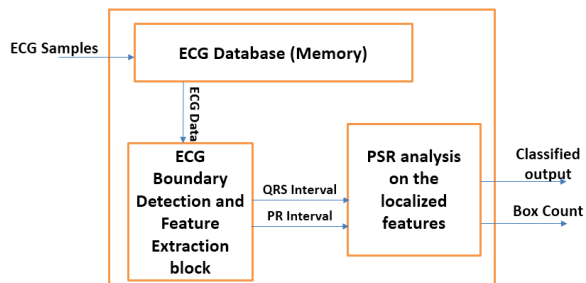 ECG Samples
ECG Database (Memory)
ECG Data
ECG
Boundary
Detection and
Feature
Extraction
block
QRS Interval
PR Interval
PSR analysis
on the
localized
features
Classified
output
Box Count